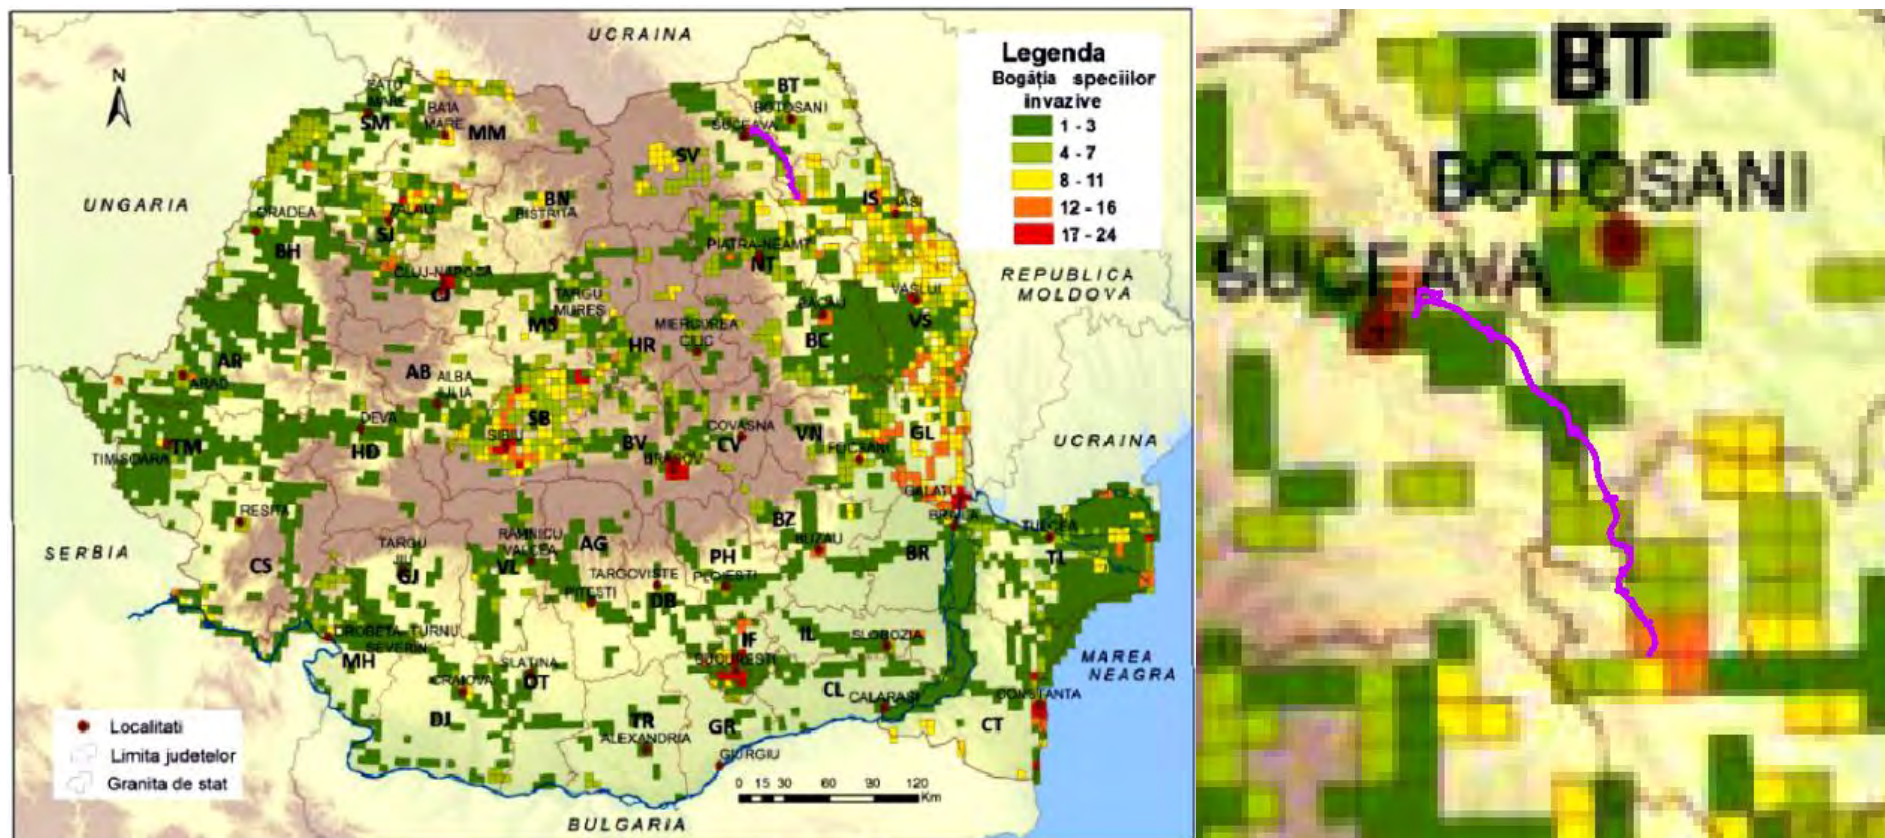 UCRAINA
Legenda
Bogăția speciilor
invazive
1 - 3
4 - 7
8 - 11
12 - 16
17 - 24
N
SATU
MARE
SM
BAIA
MARE
MM
BT
BOTOSANI
SUCEAVA
SV
UNGARIA
ORADEA
BH
ZALAU
SJ
BN
BISTRITA
IS
IASI
CLUJ-NAPOCA
CJ
PIATRA-NEAMT
NT
REPUBLICA
MOLDOVA
TARGU
MURES
MS
BACAU
BC
VASLUI
VS
MIERCUREA
CIUC
HR
AR
ARAD
AB
ALBA
IULIA
DEVA
HD
TM
TIMISOARA
SIBIU
SB
BV
BRASOV
COVASNA
CV
VN
FOCSANI
GL
UCRAINA
GALATI
BRAILA
TULCEA
TL
RESITA
CS
SERBIA
TARGU
JIU
GJ
RAMNICU
VALCEA
VL
AG
PITESTI
TARGOVISTE
DB
PH
PLOIESTI
BZ
BUZAU
BR
DROBETA-TURNU
SEVERIN
MH
CRAIOVA
DJ
SLATINA
OT
IF
BUCURESTI
IL
SLOBOZIA
CL
CALARASI
MAREA
NEAGRA
CONSTANTA
CT
TR
ALEXANDRIA
GR
GIURGIU
Localitati
Limita judetelor
Granita de stat
0 15 30 60 90 120
Km
BULGARIA
BT
BOTOSANI
SUCEAVA